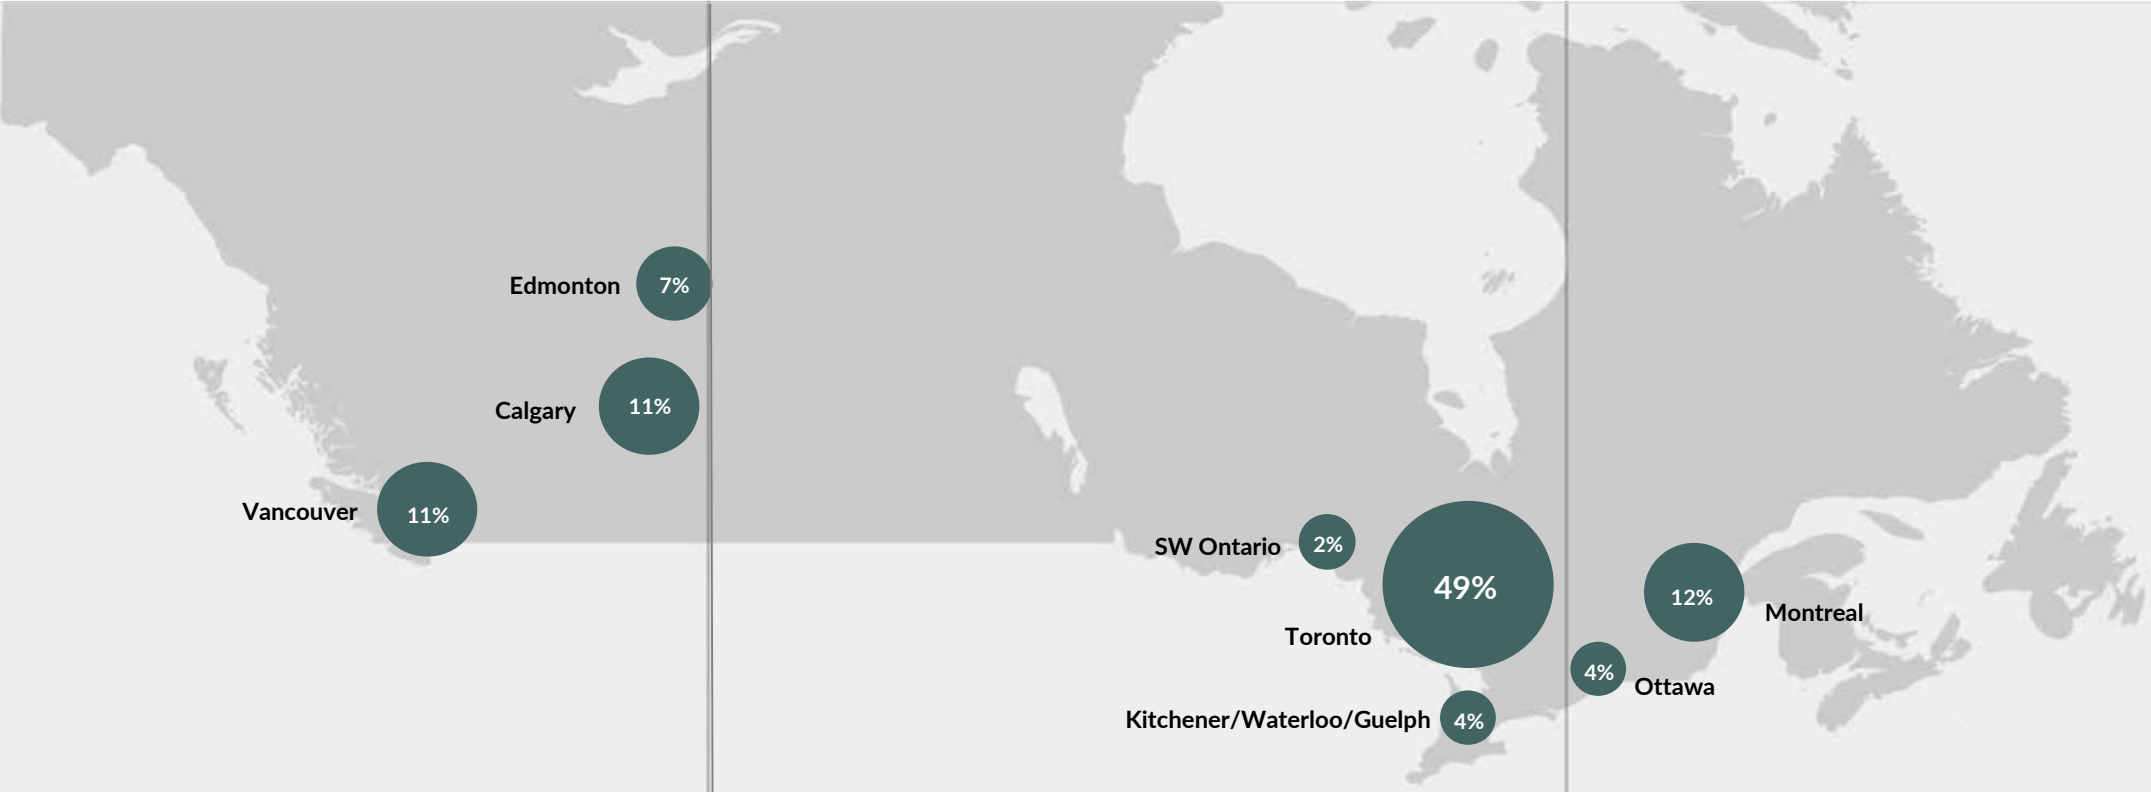 Edmonton 7%
Calgary 11%
Vancouver 11%
SW Ontario 2%
49%
Toronto
12%
Montreal
4%
Ottawa
Kitchener/Waterloo/Guelph 4%